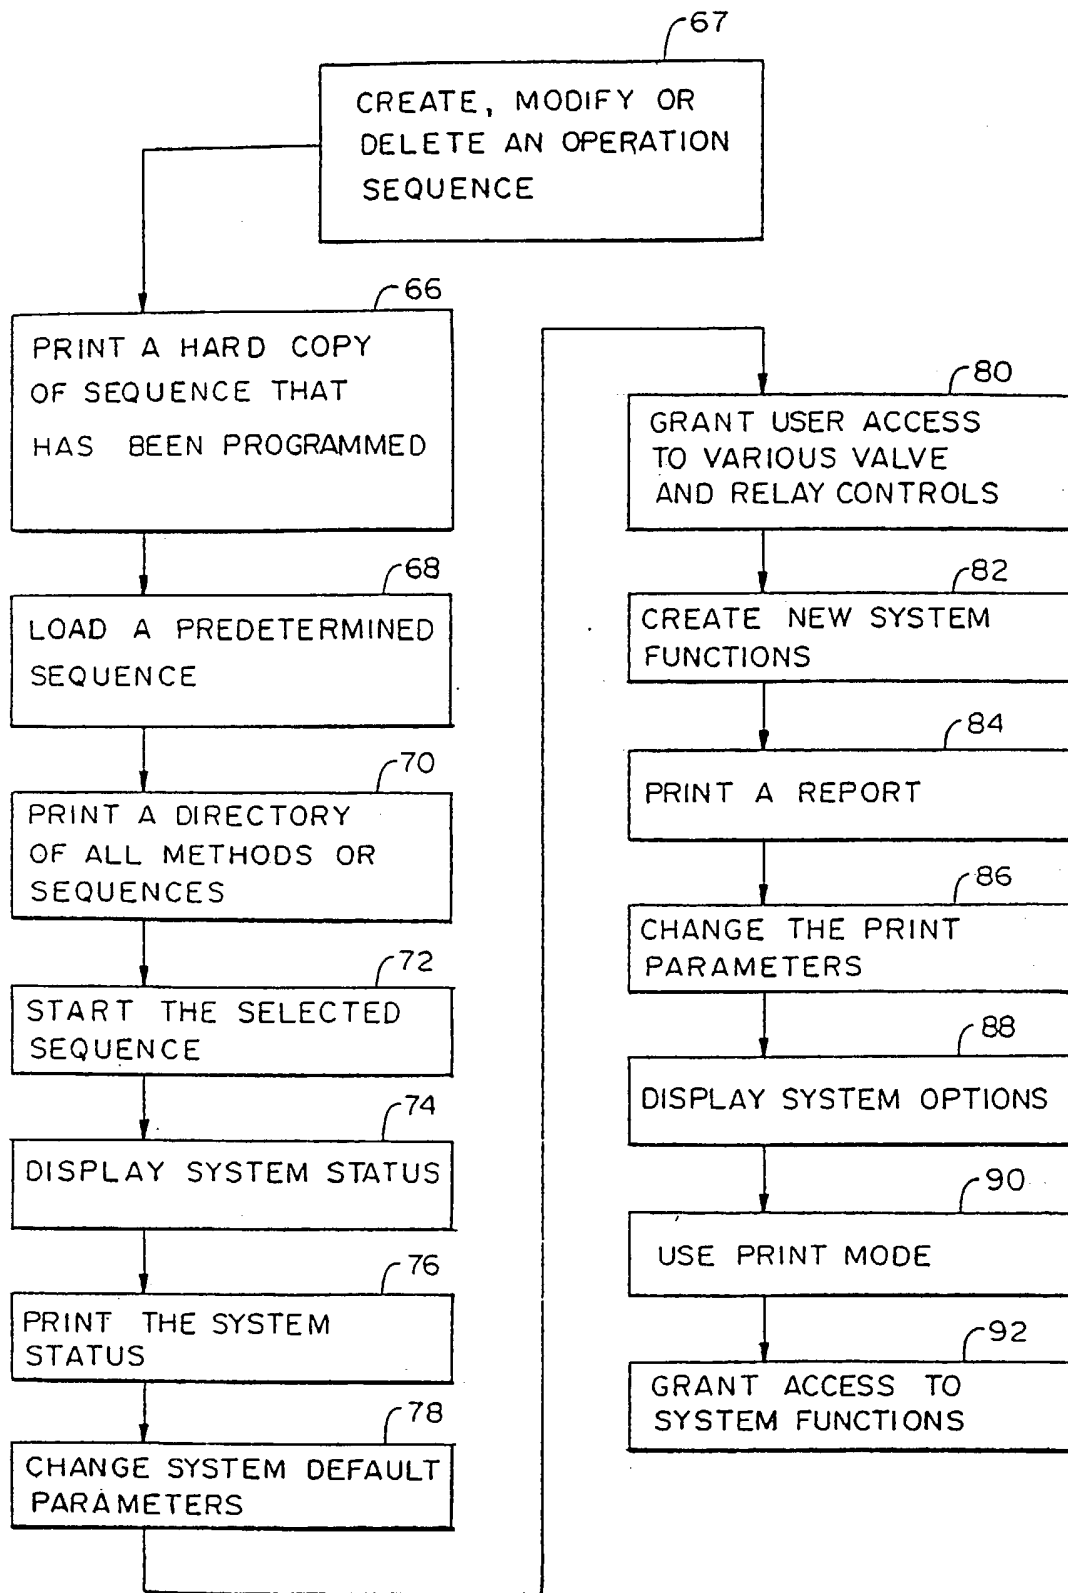 67
CREATE, MODIFY OR
DELETE AN OPERATION
SEQUENCE
66
PRINT A HARD COPY
OF SEQUENCE THAT
HAS BEEN PROGRAMMED
68
LOAD A PREDETERMINED
SEQUENCE
70
PRINT A DIRECTORY
OF ALL METHODS OR
SEQUENCES
72
START THE SELECTED
SEQUENCE
74
DISPLAY SYSTEM STATUS
76
PRINT THE SYSTEM
STATUS
78
CHANGE SYSTEM DEFAULT
PARAMETERS
80
GRANT USER ACCESS
TO VARIOUS VALVE
AND RELAY CONTROLS
82
CREATE NEW SYSTEM
FUNCTIONS
84
PRINT A REPORT
86
CHANGE THE PRINT
PARAMETERS
88
DISPLAY SYSTEM OPTIONS
90
USE PRINT MODE
92
GRANT ACCESS TO
SYSTEM FUNCTIONS